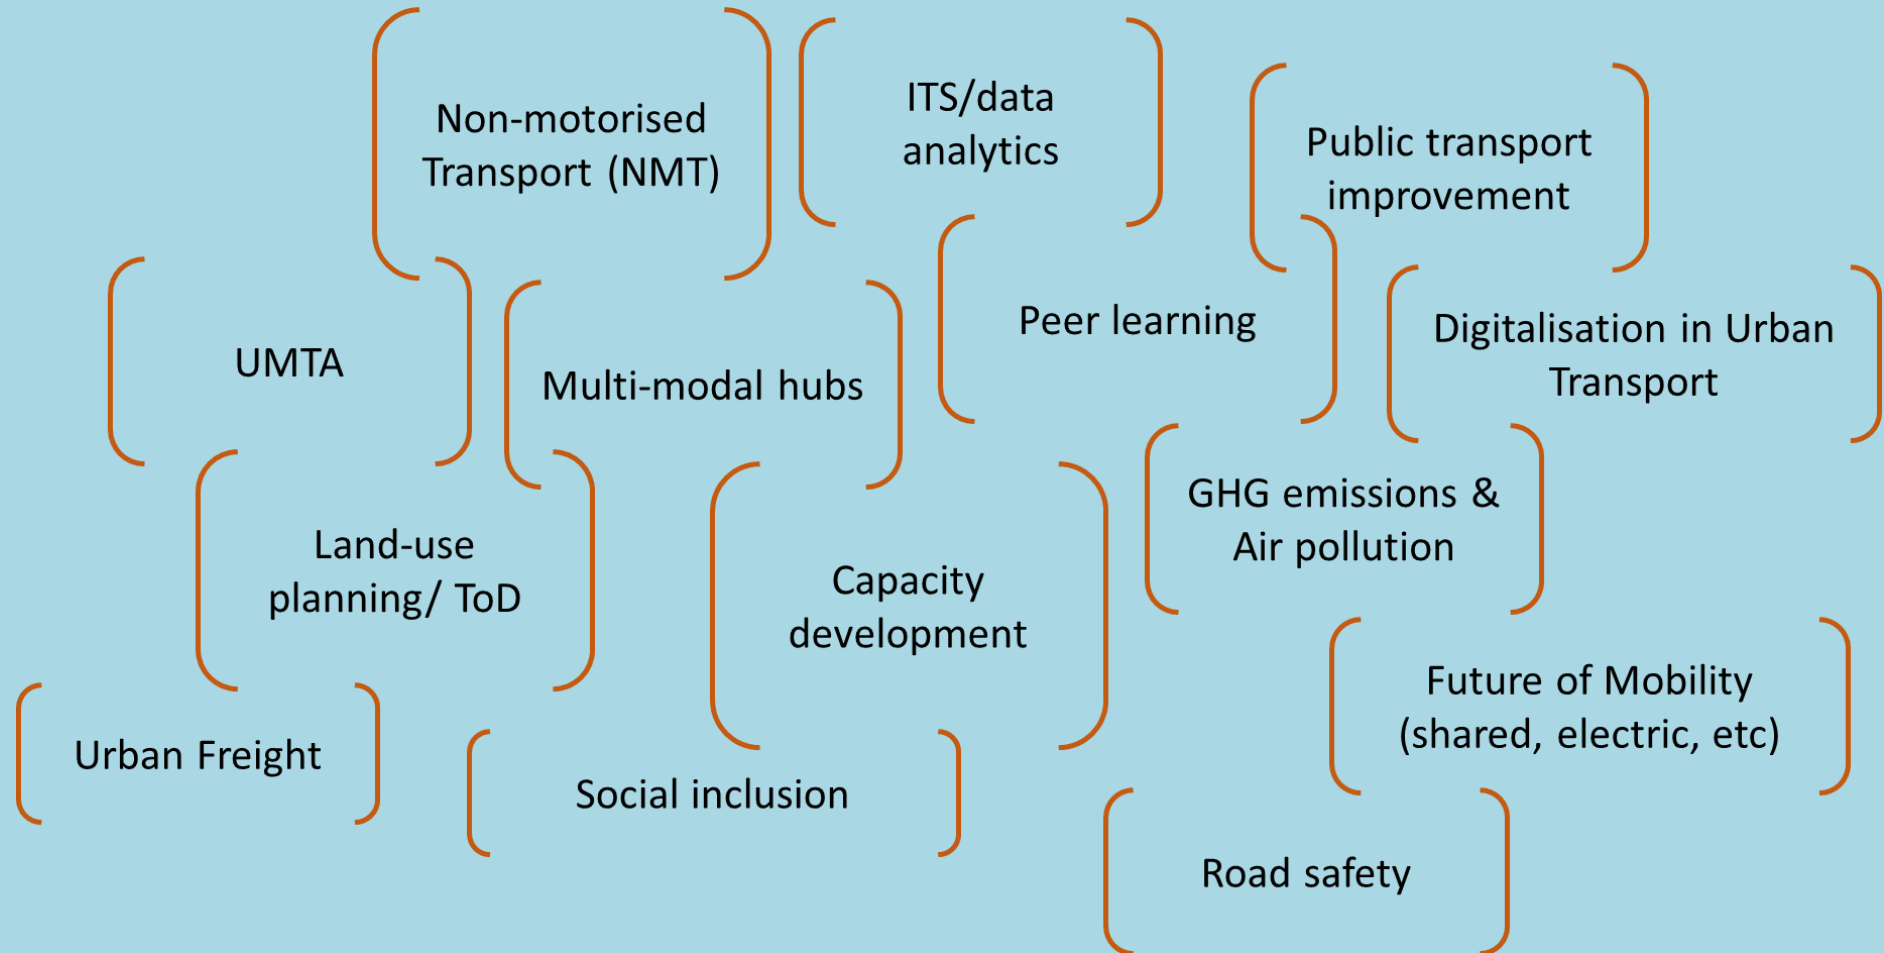 Non-motorised
Transport (NMT)
ITS/data
analytics
Public transport
improvement
UMTA
Multi-modal hubs
Peer learning
Digitalisation in Urban
Transport
Land-use
planning/ ToD
Capacity
development
GHG emissions &
Air pollution
Urban Freight
Social inclusion
Future of Mobility
(shared, electric, etc)
Road safety